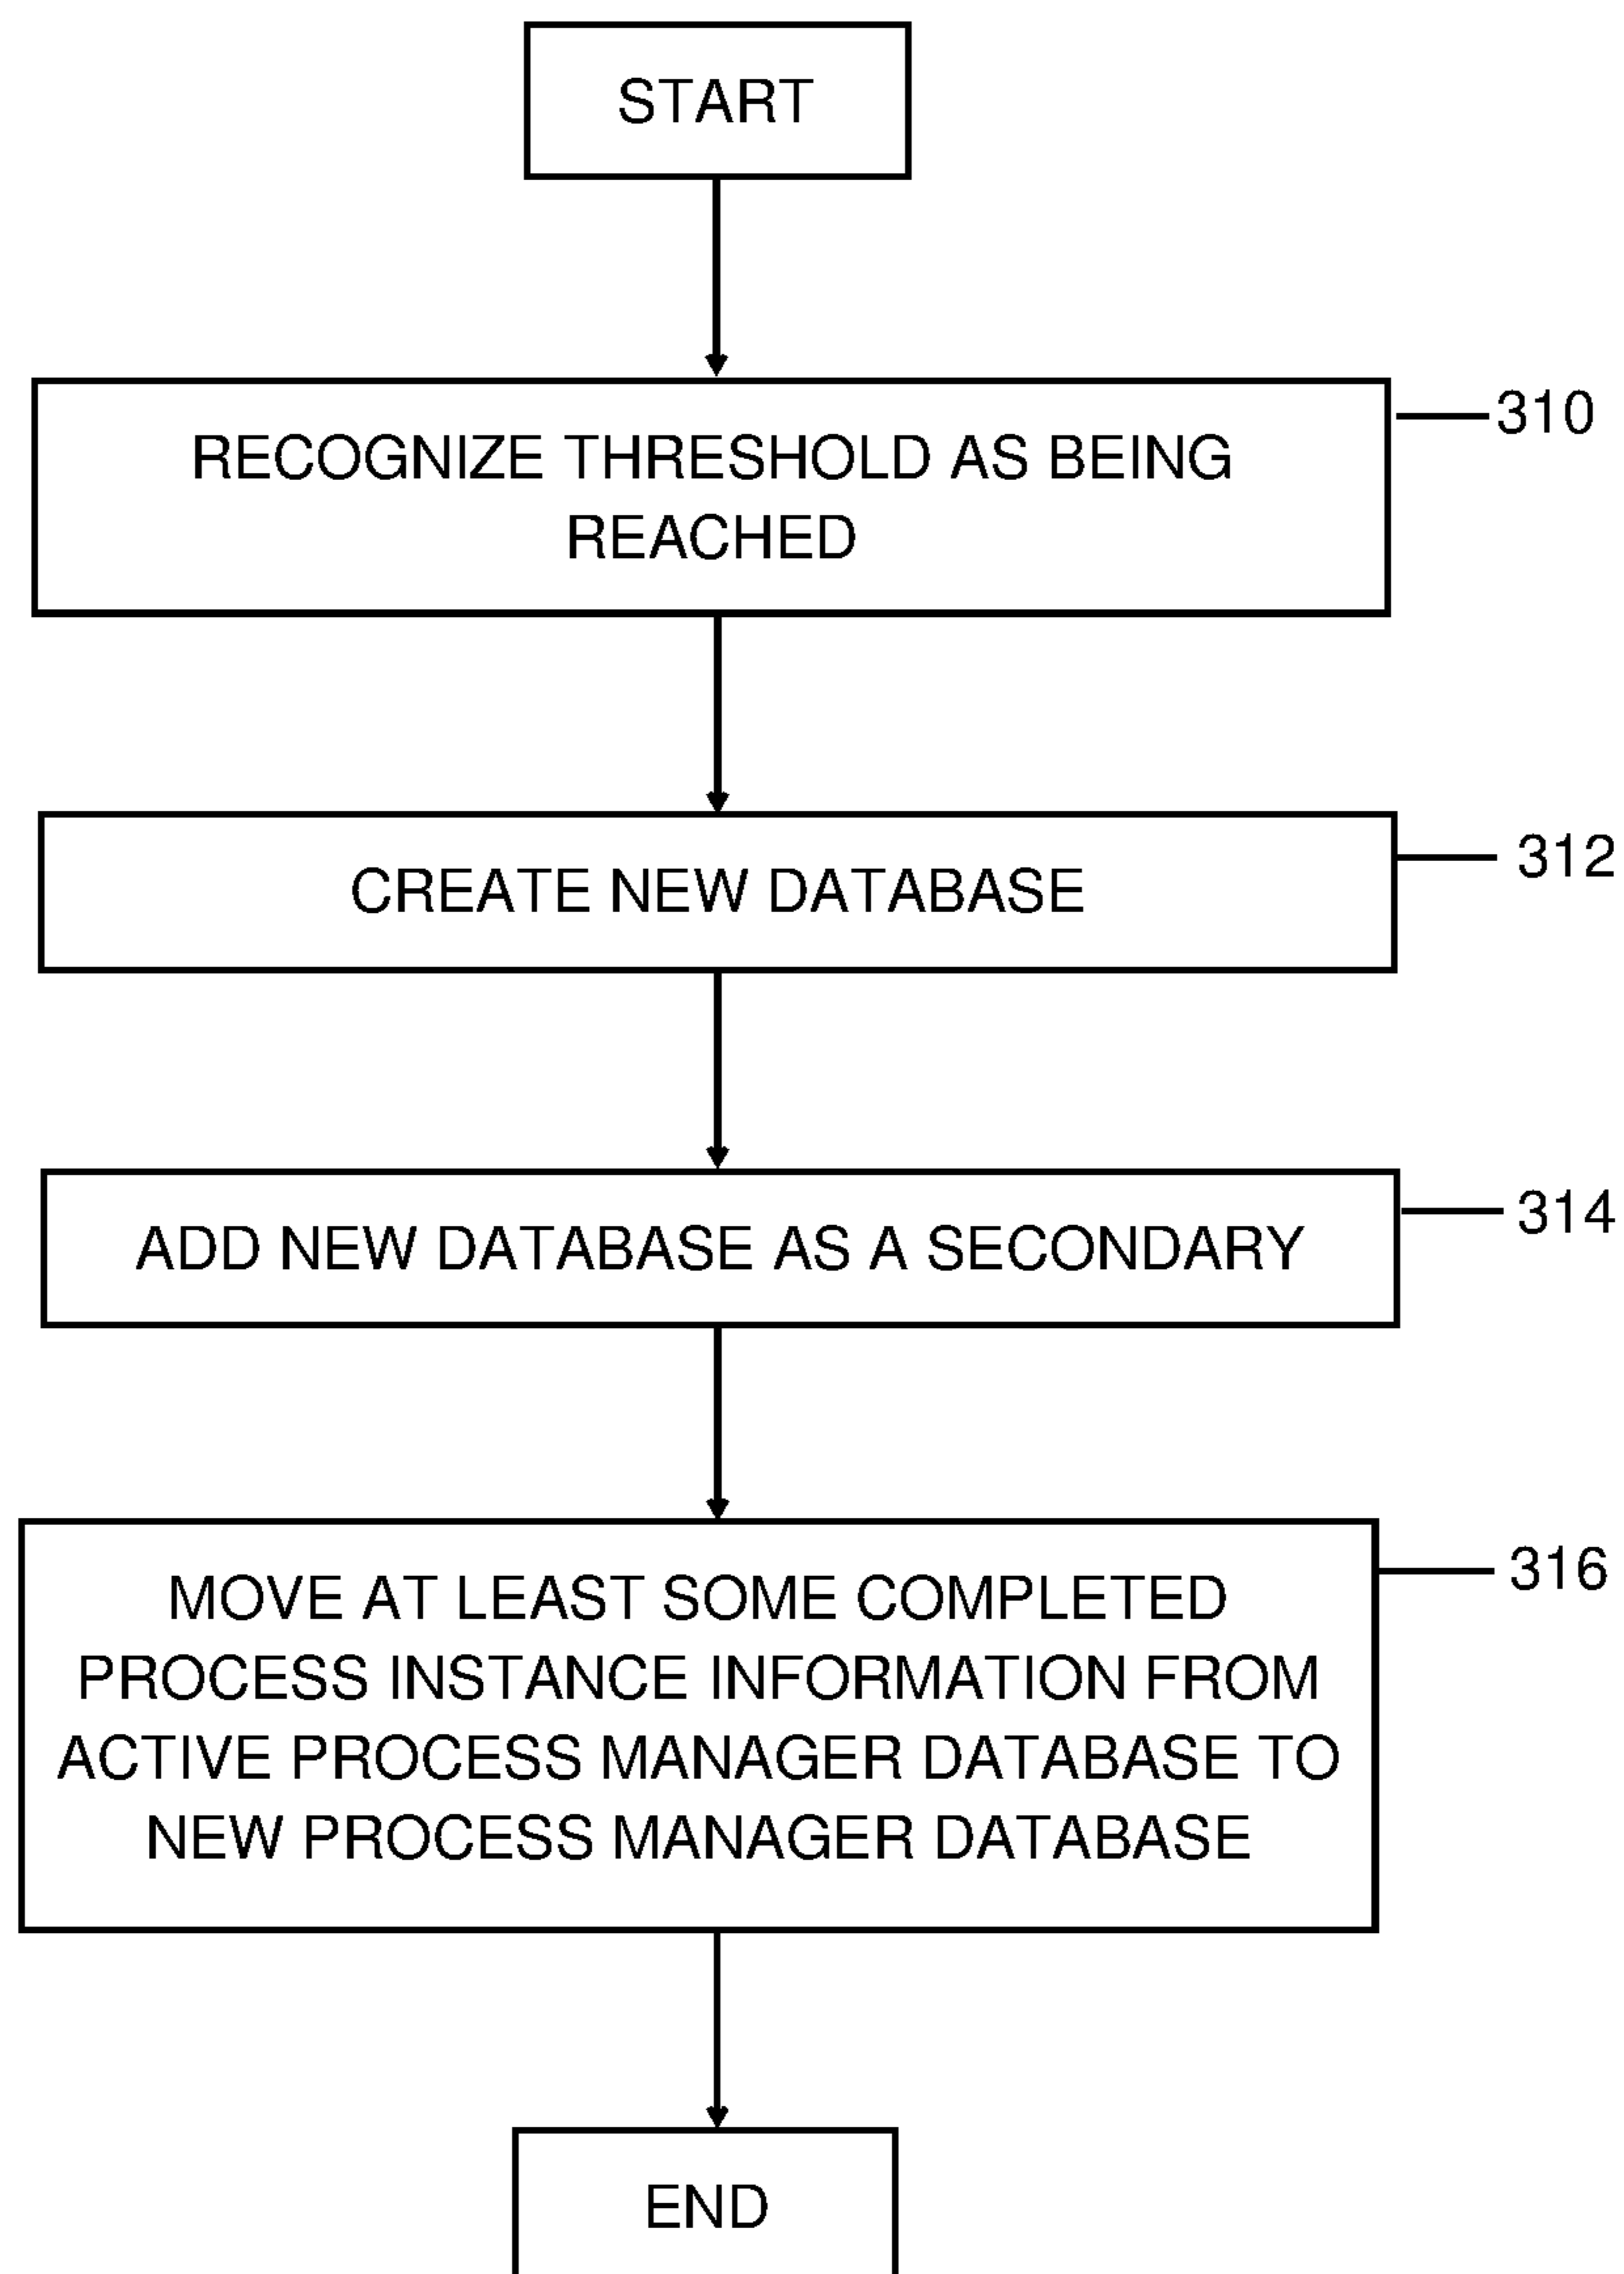 START
RECOGNIZE THRESHOLD AS BEING
REACHED
310
CREATE NEW DATABASE
312
ADD NEW DATABASE AS A SECONDARY
314
MOVE AT LEAST SOME COMPLETED
PROCESS INSTANCE INFORMATION FROM
ACTIVE PROCESS MANAGER DATABASE TO
NEW PROCESS MANAGER DATABASE
316
END